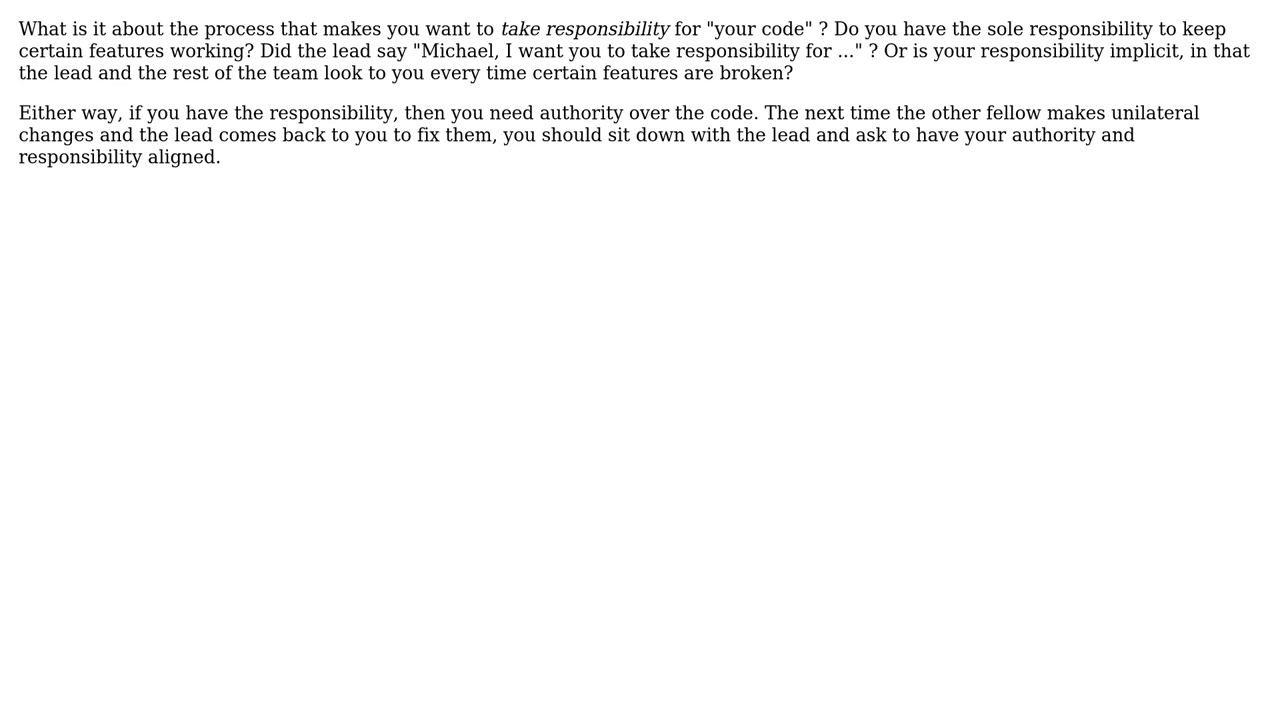 What is it about the process that makes you want to take responsibility for "your code" ? Do you have the sole responsibility to keep
certain features working? Did the lead say "Michael, I want you to take responsibility for ..." ? Or is your responsibility implicit, in that
the lead and the rest of the team look to you every time certain features are broken?
Either way, if you have the responsibility, then you need authority over the code. The next time the other fellow makes unilateral
changes and the lead comes back to you to fix them, you should sit down with the lead and ask to have your authority and
responsibility aligned.